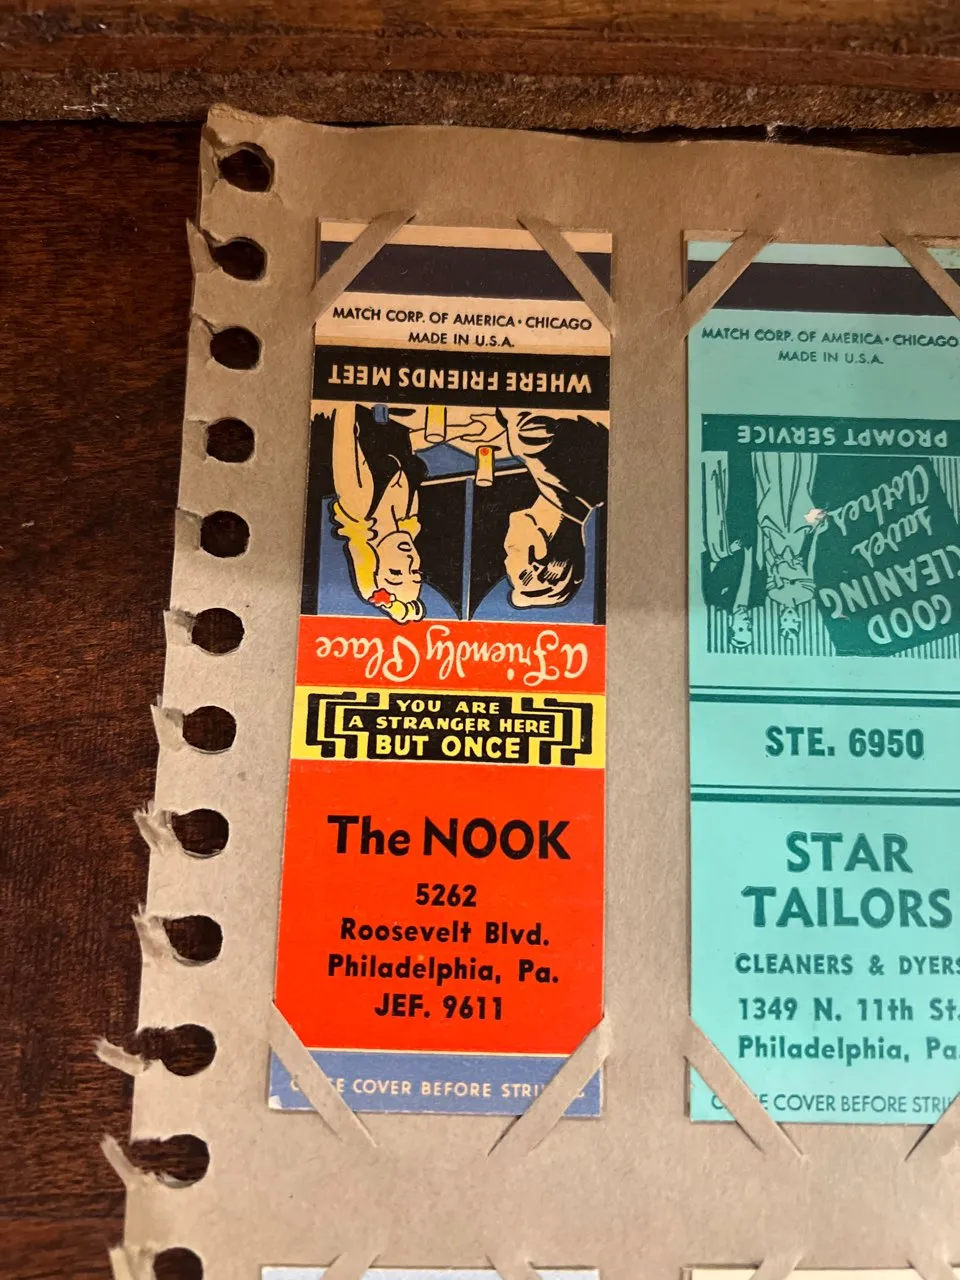 MATCH CORP. OF AMERICA • CHICAGO
MADE IN U.S.A.
WHERE FRIENDS MEET
A Friendly Place
YOU ARE
A STRANGER HERE
BUT ONCE
The NOOK
5262
Roosevelt Blvd.
Philadelphia, Pa.
JEF. 9611
COVER BEFORE
MATCH CORP. OF AMERICA • CHICAGO
MADE IN U.S.A.
PROMPT SERVICE
GOOD
CLEANING
saves
Clothes
STE. 6950
STAR
TAILORS
CLEANERS & DYERS
1349 N. 11th St.
Philadelphia, Pa.
COVER BEFORE